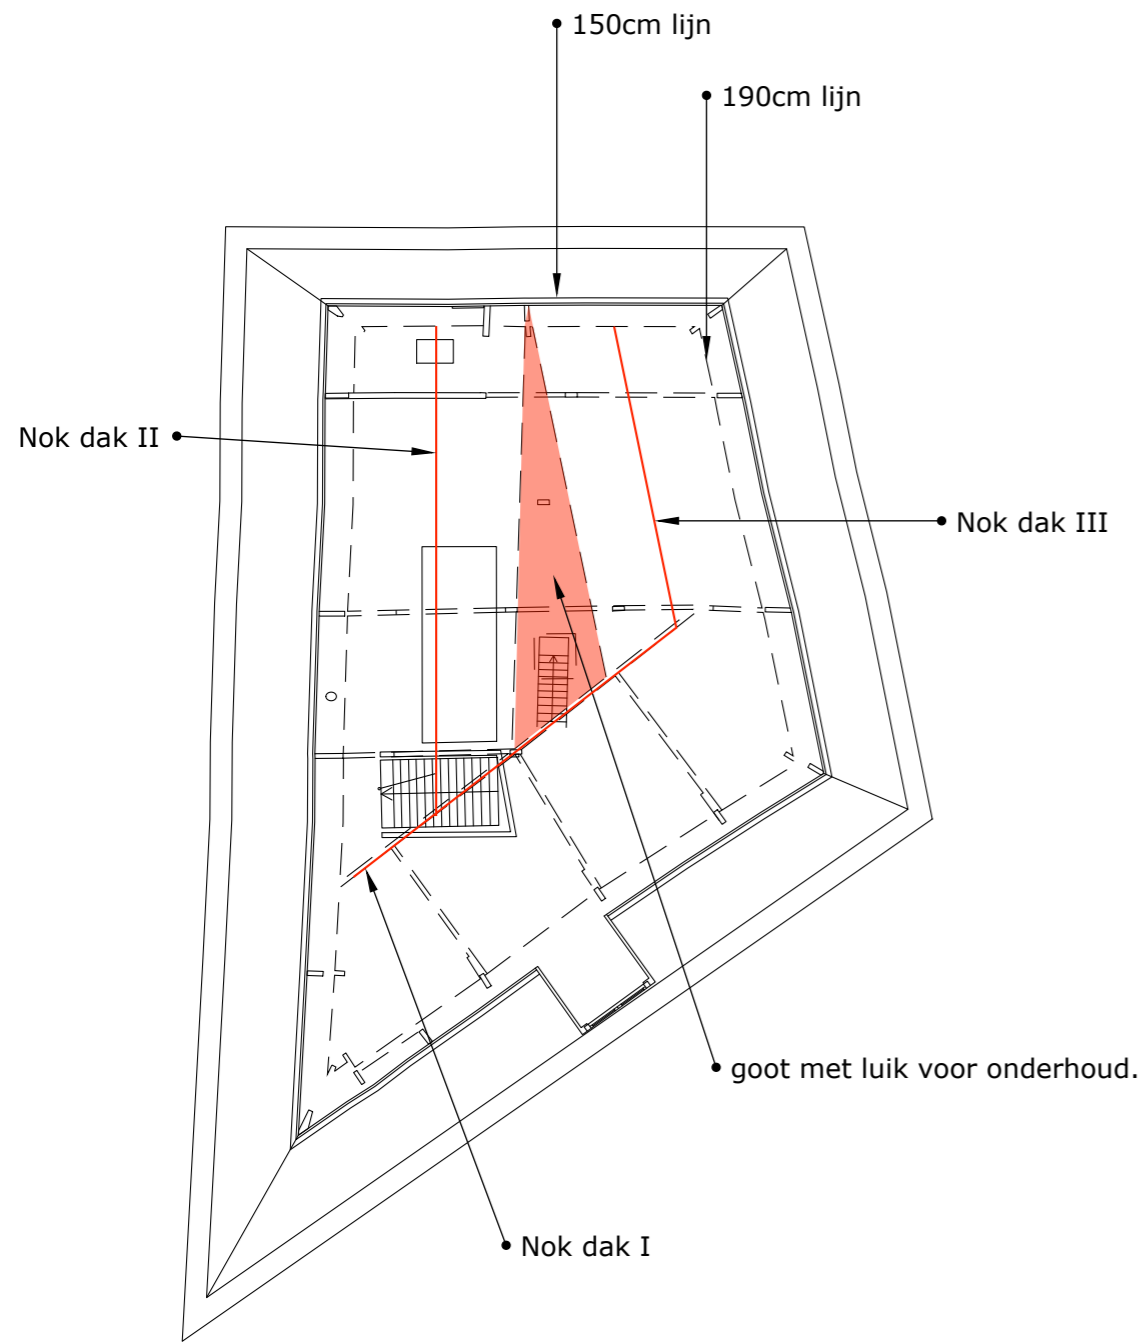 150cm lijn
190cm lijn
Nok dak II
Nok dak III
goot met luik voor onderhoud.
Nok dak I